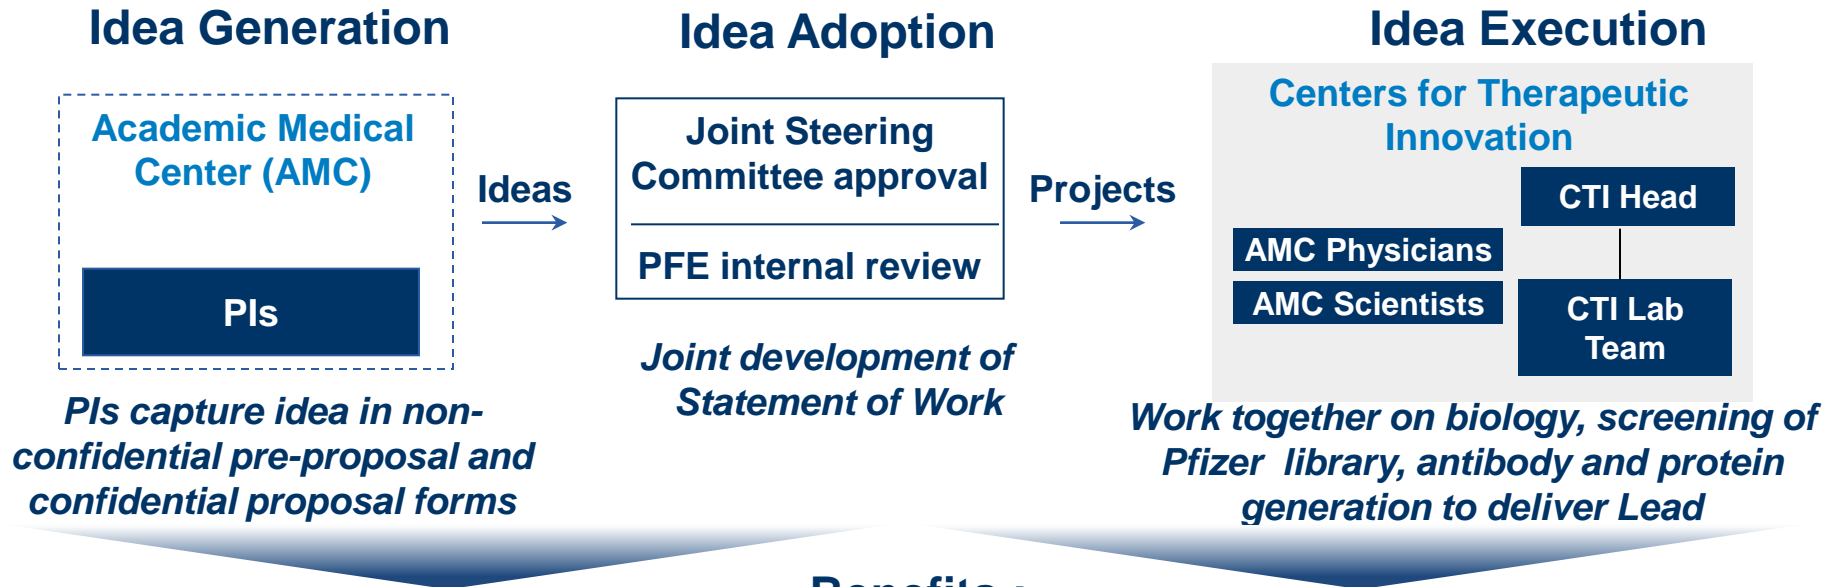 Idea Generation
Academic Medical
Center (AMC)
PIs
PIs capture idea in non-
confidential pre-proposal and
confidential proposal forms
Ideas
Idea Adoption
Joint Steering
Committee approval
PFE internal review
Joint development of
Statement of Work
Projects
Idea Execution
Centers for Therapeutic
Innovation
CTI Head
AMC Physicians
AMC Scientists
CTI Lab
Team
Work together on biology, screening of
Pfizer library, antibody and protein
generation to deliver Lead